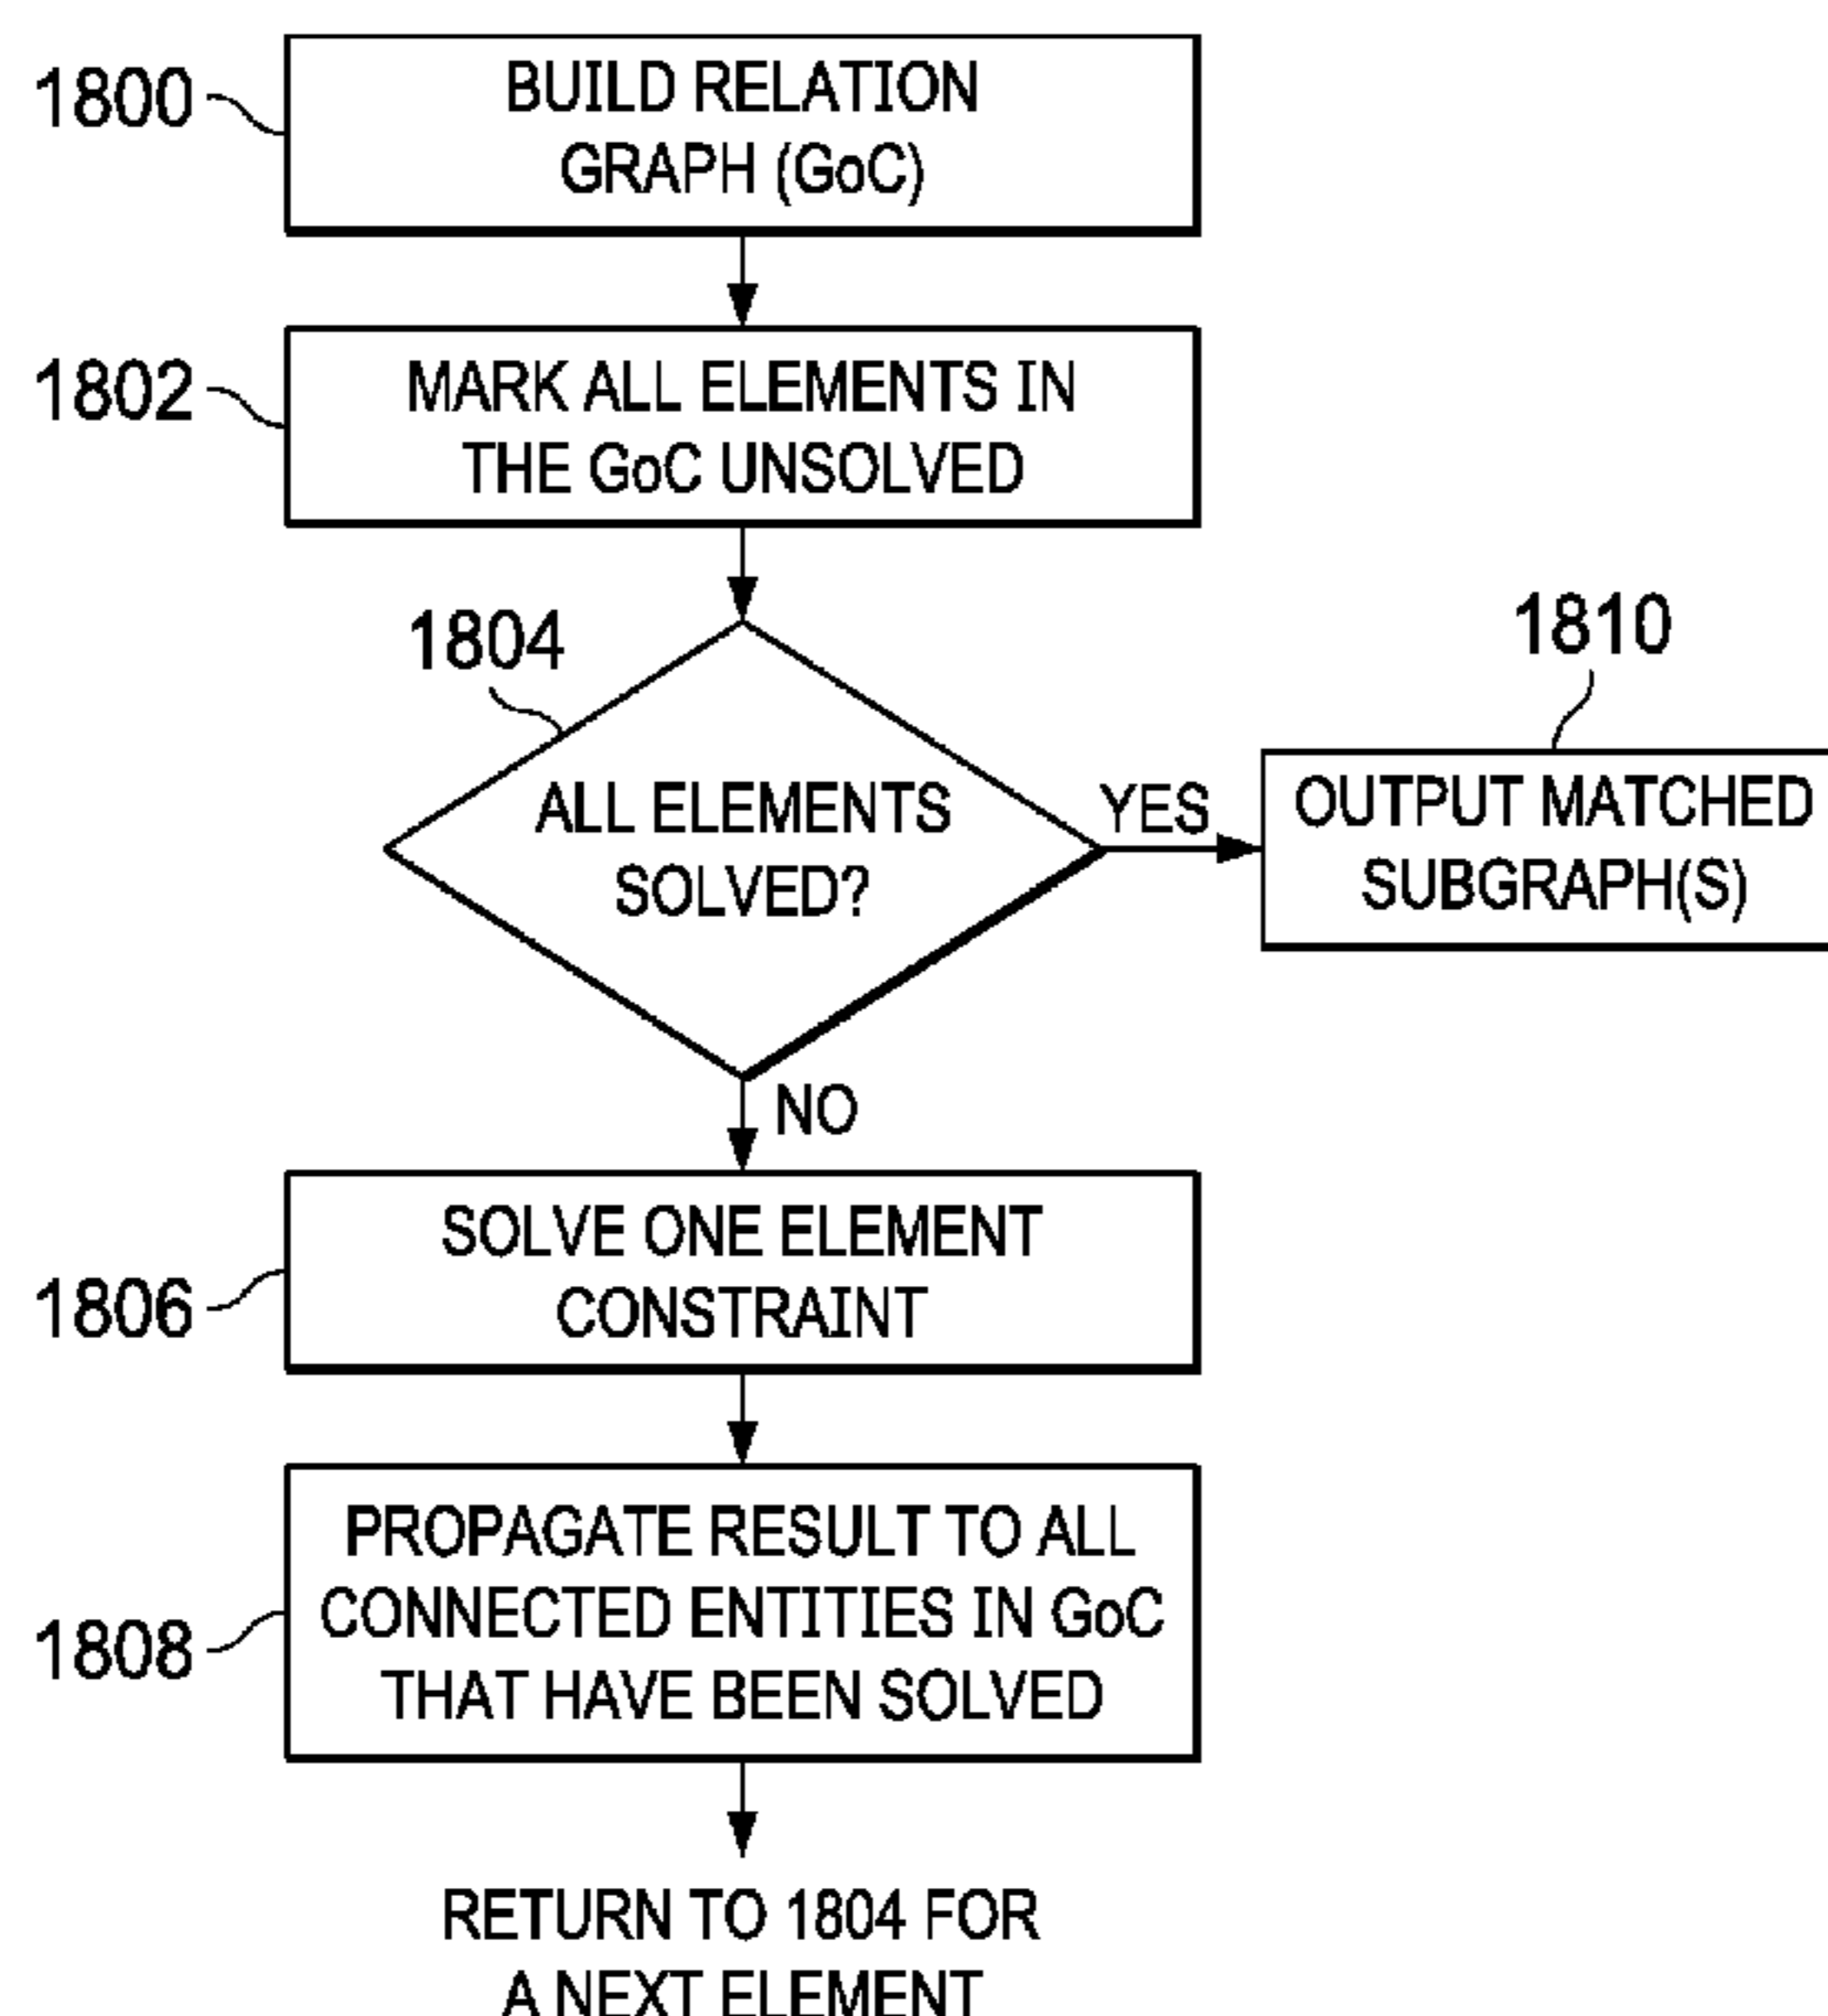 1800
BUILD RELATION
GRAPH (GoC)
1802
MARK ALL ELEMENTS IN
THE GoC UNSOLVED
1804
ALL ELEMENTS
SOLVED?
YES
1810
OUTPUT MATCHED
SUBGRAPH(S)
NO
1806
SOLVE ONE ELEMENT
CONSTRAINT
1808
PROPAGATE RESULT TO ALL
CONNECTED ENTITIES IN GoC
THAT HAVE BEEN SOLVED
RETURN TO 1804 FOR
A NEXT ELEMENT